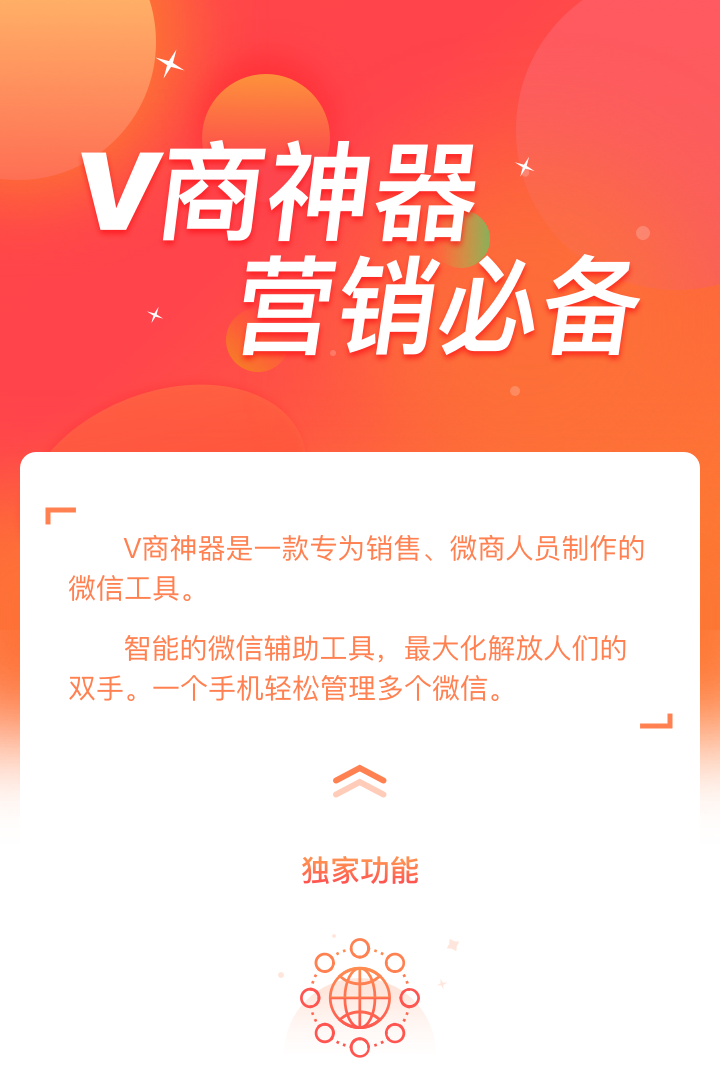 V商神器
营销必备
V商神器是一款专为销售、微商人员制作的
微信工具。
智能的微信辅助工具，最大化解放人们的
双手。一个手机轻松管理多个微信。
独家功能